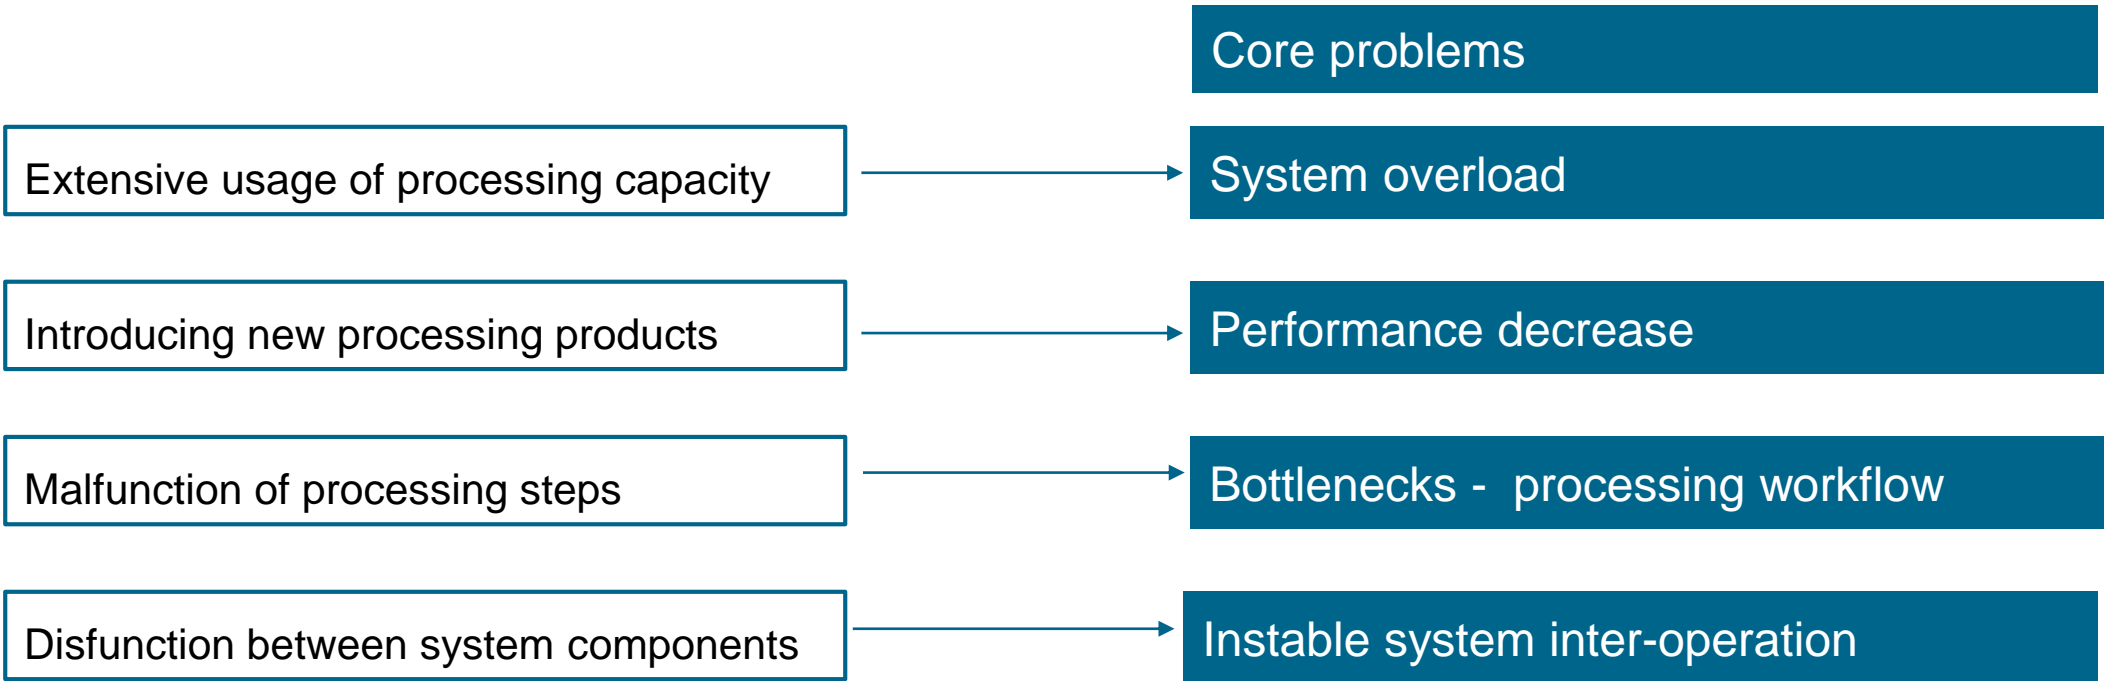 Core problems
Extensive usage of processing capacity
System overload
Introducing new processing products
Performance decrease
Malfunction of processing steps
Bottlenecks -  processing workflow
Disfunction between system components
Instable system inter-operation